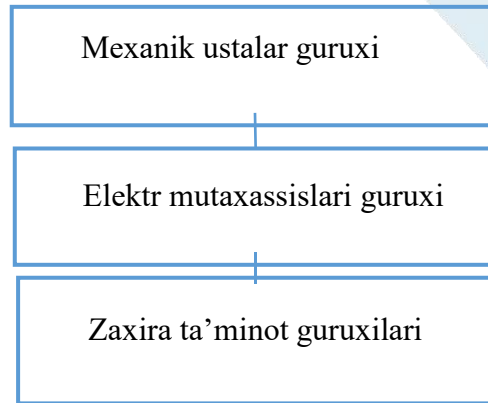 Mexanik ustalar guruxi
Elektr mutaxassislari guruxi
Zaxira ta’minot guruxilari